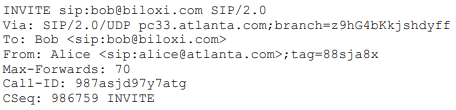 INVITE sip:bob@biloxi.com SIP/2.0
Via: SIP/2.0/UDP pc33.atlanta.com;branch=z9hG4bKkjshdyff
To: Bob <sip:bob@biloxi.com>
From: Alice <sip:alice@atlanta.com>;tag=88sja8x
Max-Forwards: 70
Call-ID: 987asjd97y7atg
CSeq: 986759 INVITE